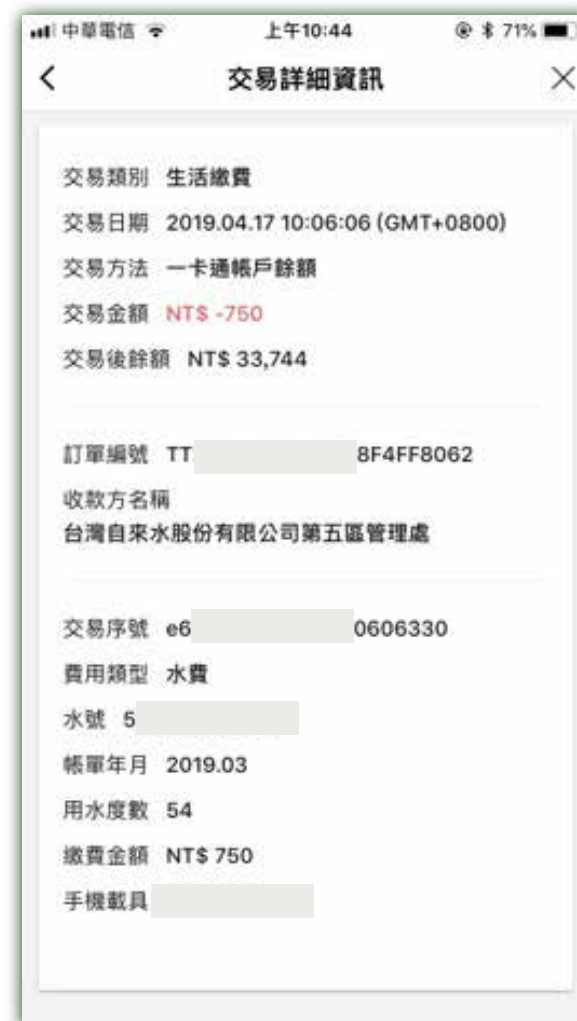 中華電信 上午10:44 71%
交易詳細資訊
交易類別 生活繳費
交易日期 2019.04.17 10:06:06 (GMT+0800)
交易方法 一卡通帳戶餘額
交易金額 NT$ -750
交易後餘額 NT$ 33,744
訂單編號 TT 8F4FF8062
收款方名稱
台灣自來水股份有限公司第五區管理處
交易序號 e6 0606330
費用類型 水費
水號 5
帳單年月 2019.03
用水度數 54
繳費金額 NT$ 750
手機載具